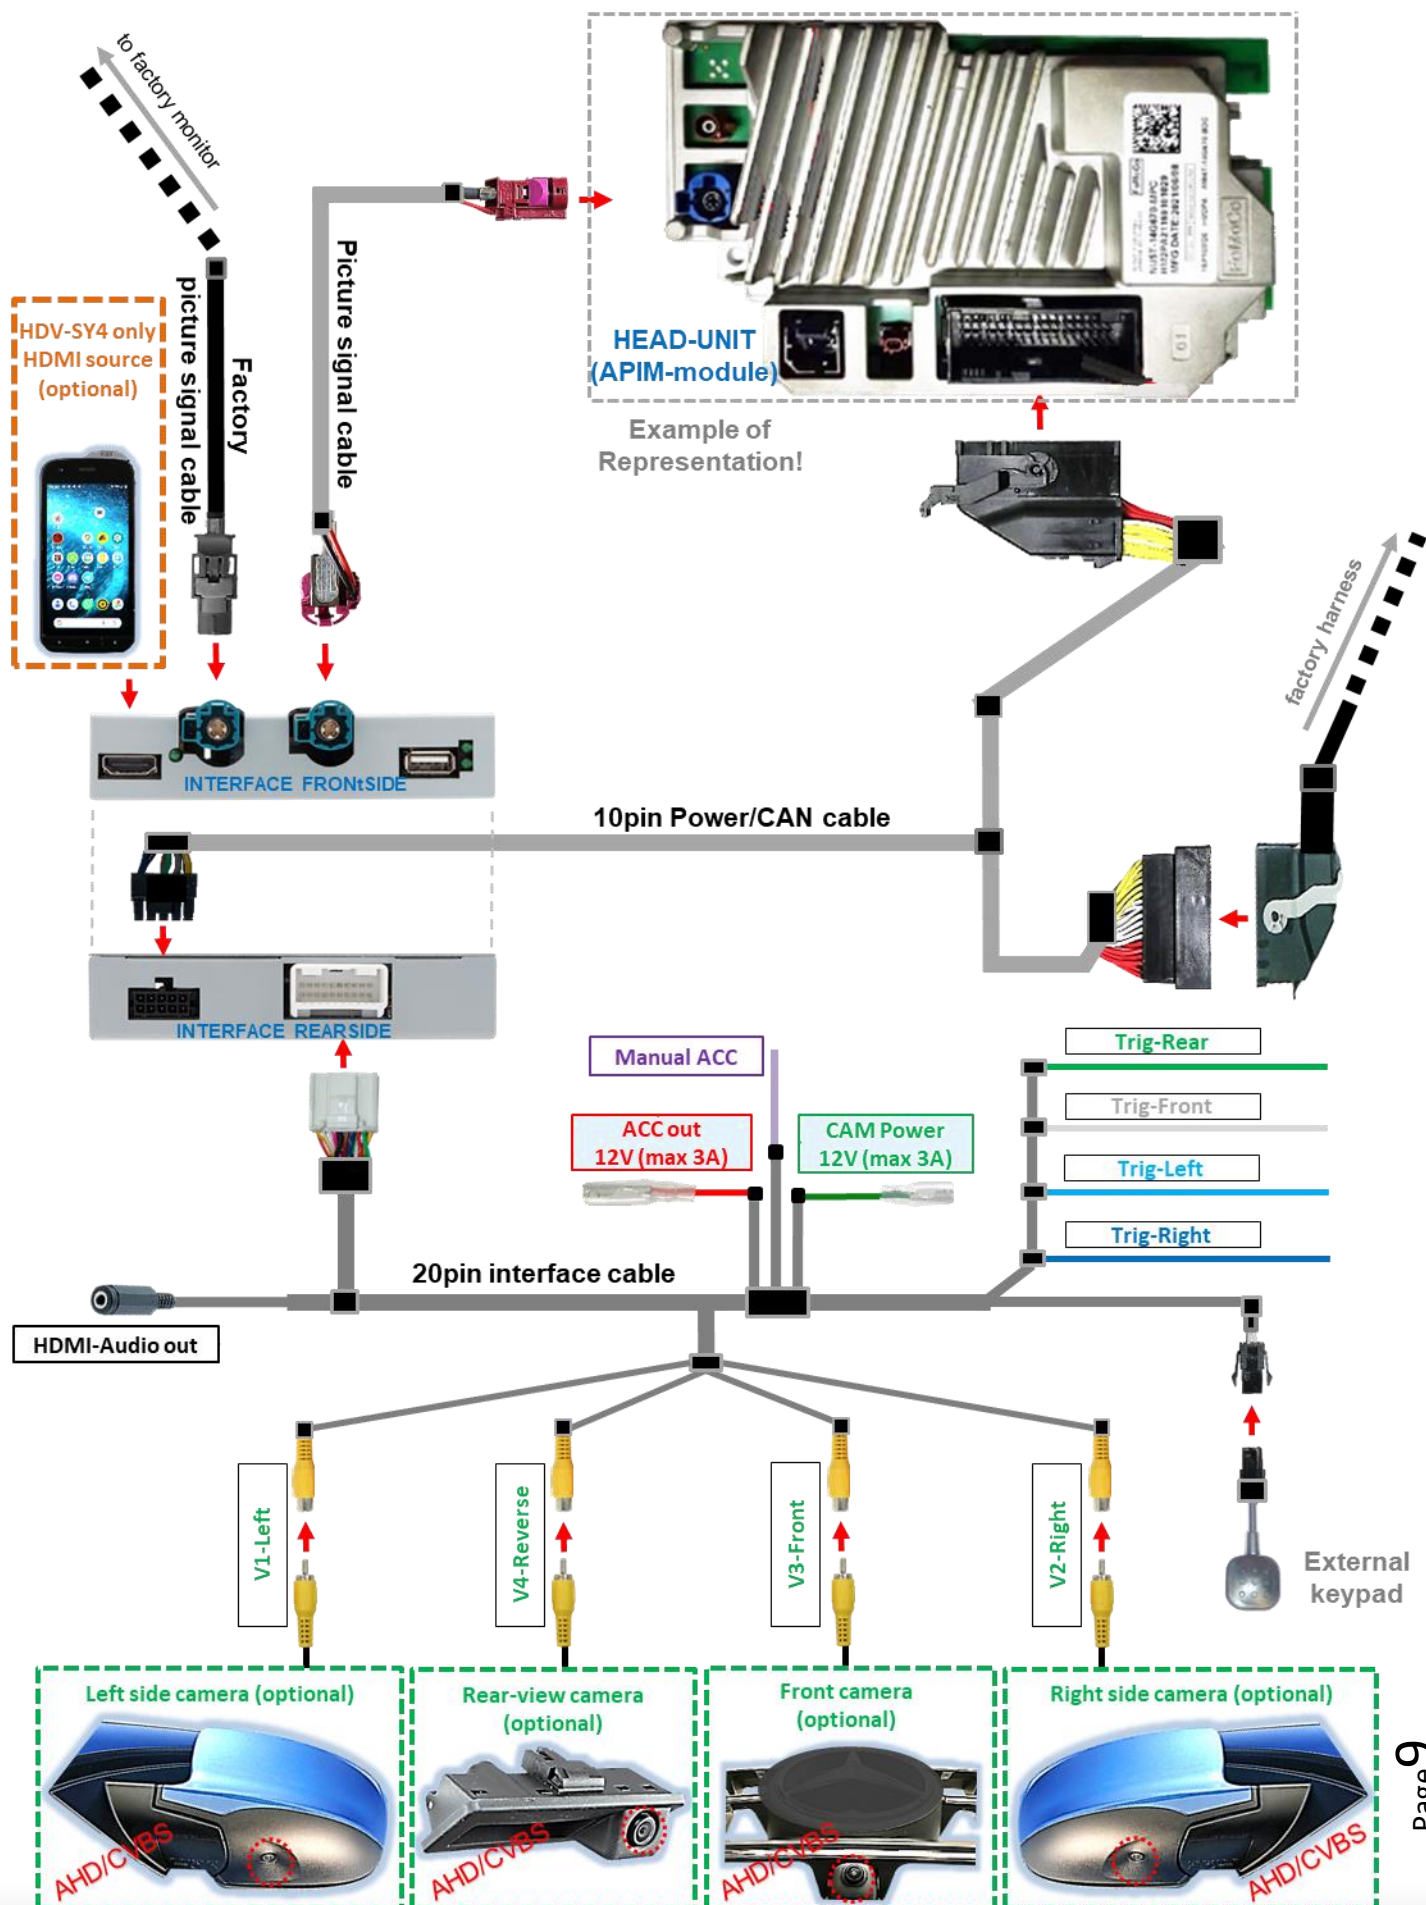 to factory monitor
HDV-SY4 only
HDMI source
(optional)
Factory
picture signal cable
Picture signal cable
HEAD-UNIT
(APIM-module)
Example of
Representation!
FoMoCo
MFG DATE:
G1
factory harness
INTERFACE FRONtSIDE
10pin Power/CAN cable
INTERFACE REARSIDE
Manual ACC
ACC out
12V (max 3A)
CAM Power
12V (max 3A)
Trig-Rear
Trig-Front
Trig-Left
Trig-Right
20pin interface cable
HDMI-Audio out
V1-Left
V4-Reverse
V3-Front
V2-Right
External
keypad
Left side camera (optional)
Rear-view camera
(optional)
Front camera
(optional)
Right side camera (optional)
AHD/CVBS
AHD/CVBS
AHD/CVBS
AHD/CVBS
Page 9